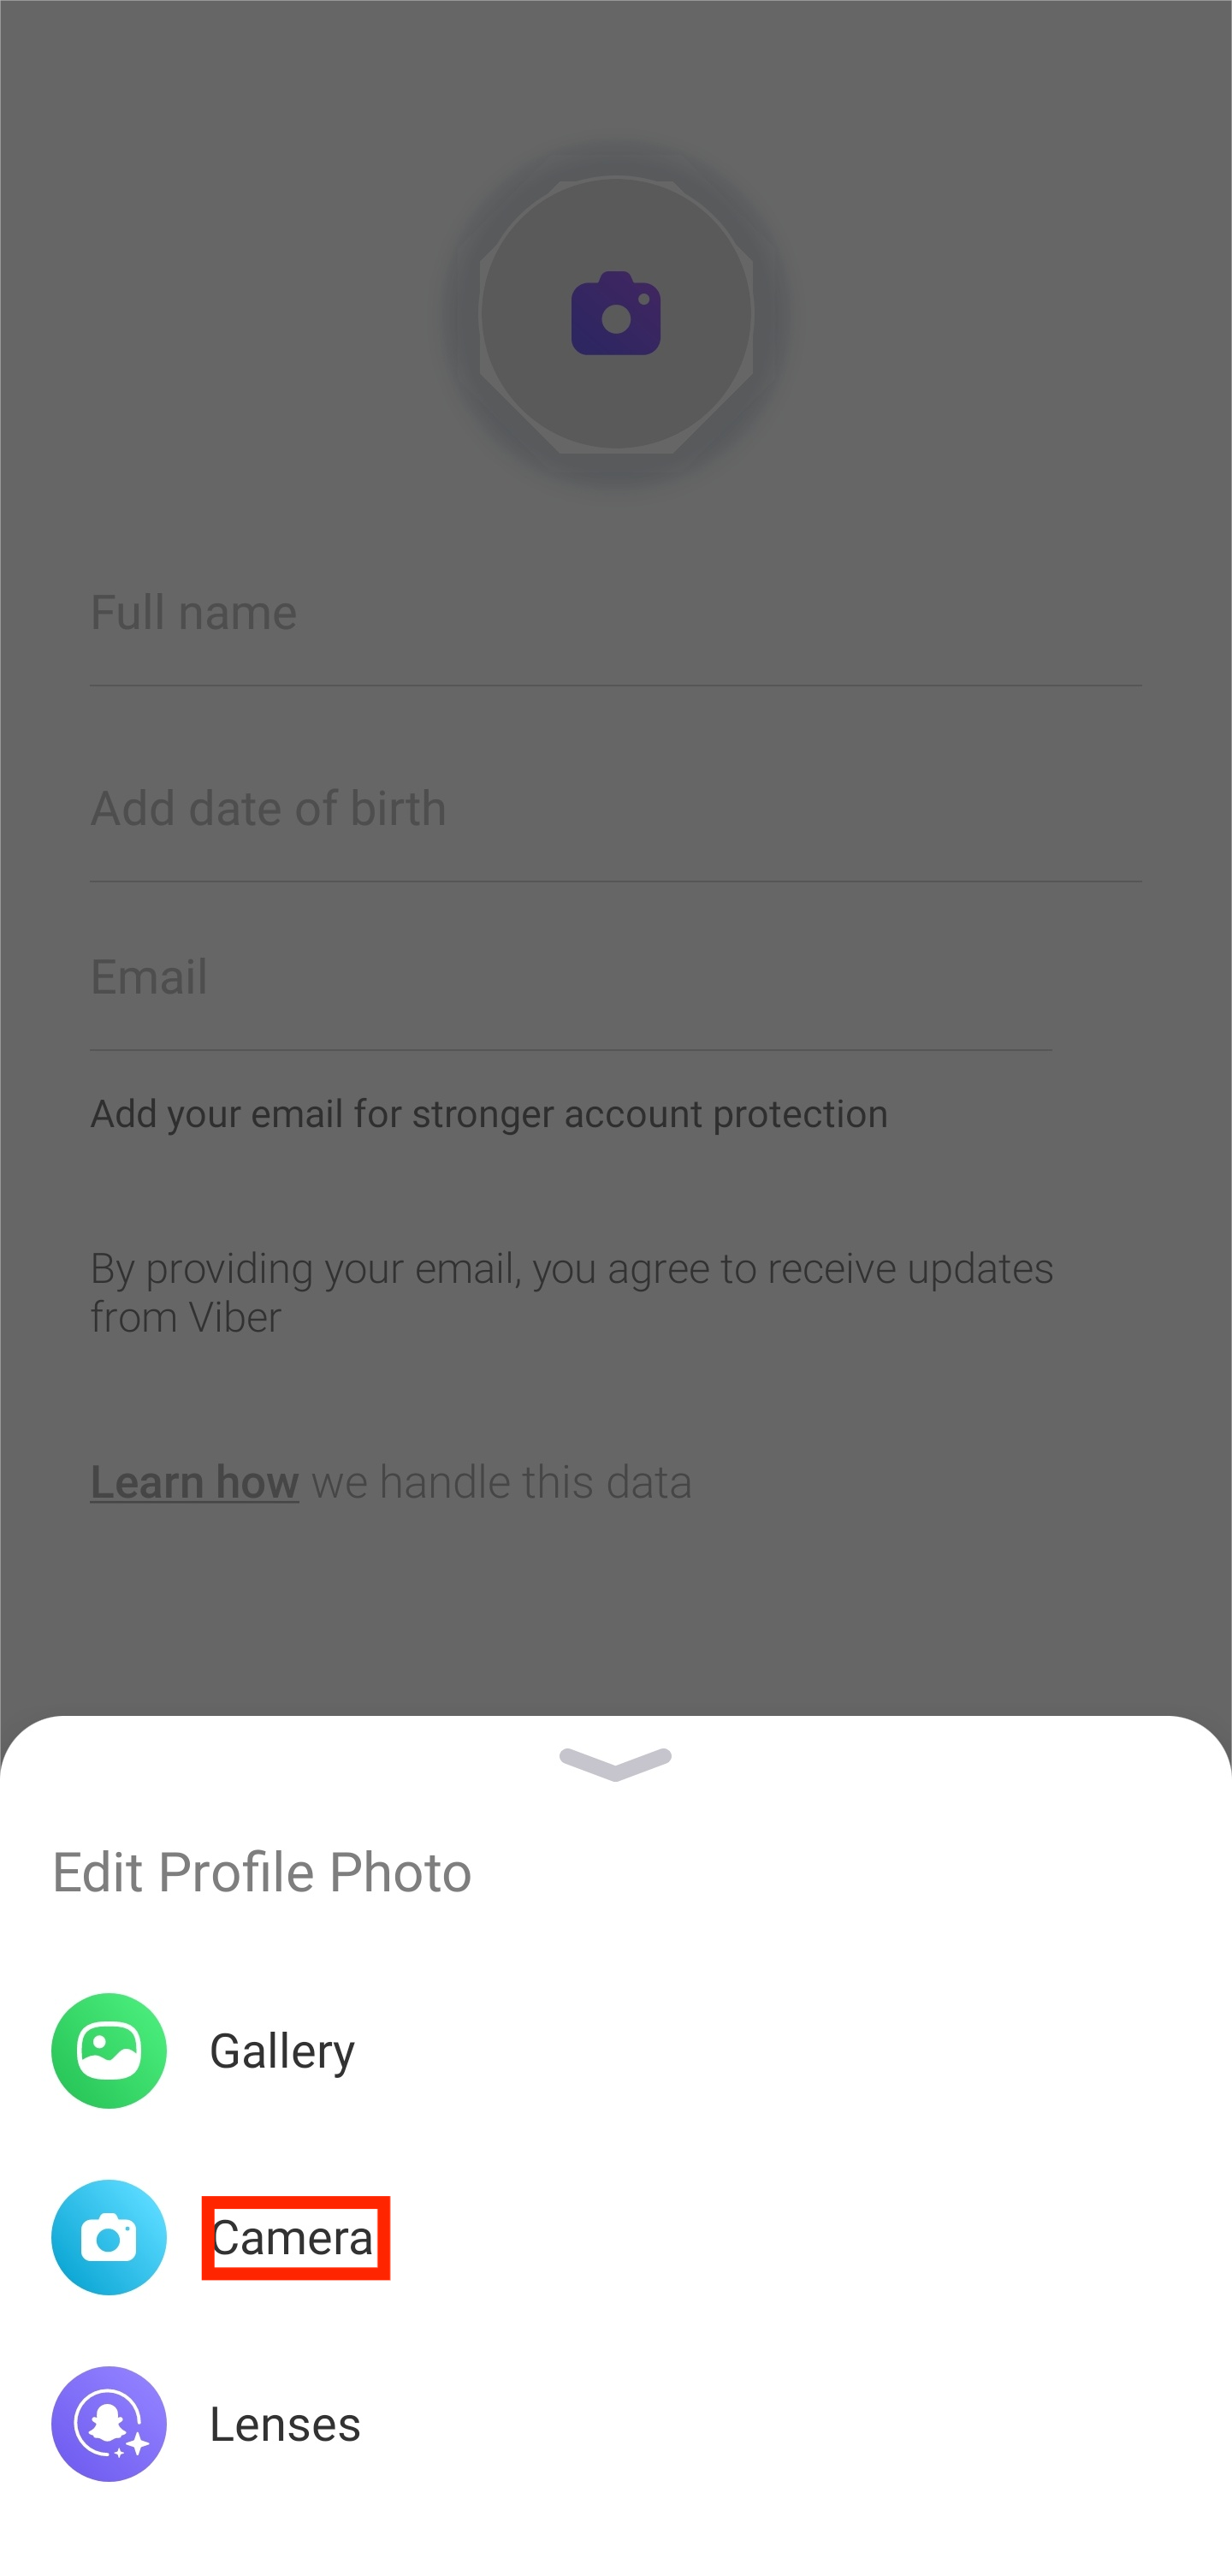 Full name
Add date of birth
Email
Add your email for stronger account protection
By providing your email, you agree to receive updates
from Viber
Learn how we handle this data
Edit Profile Photo
Gallery
Camera
Lenses